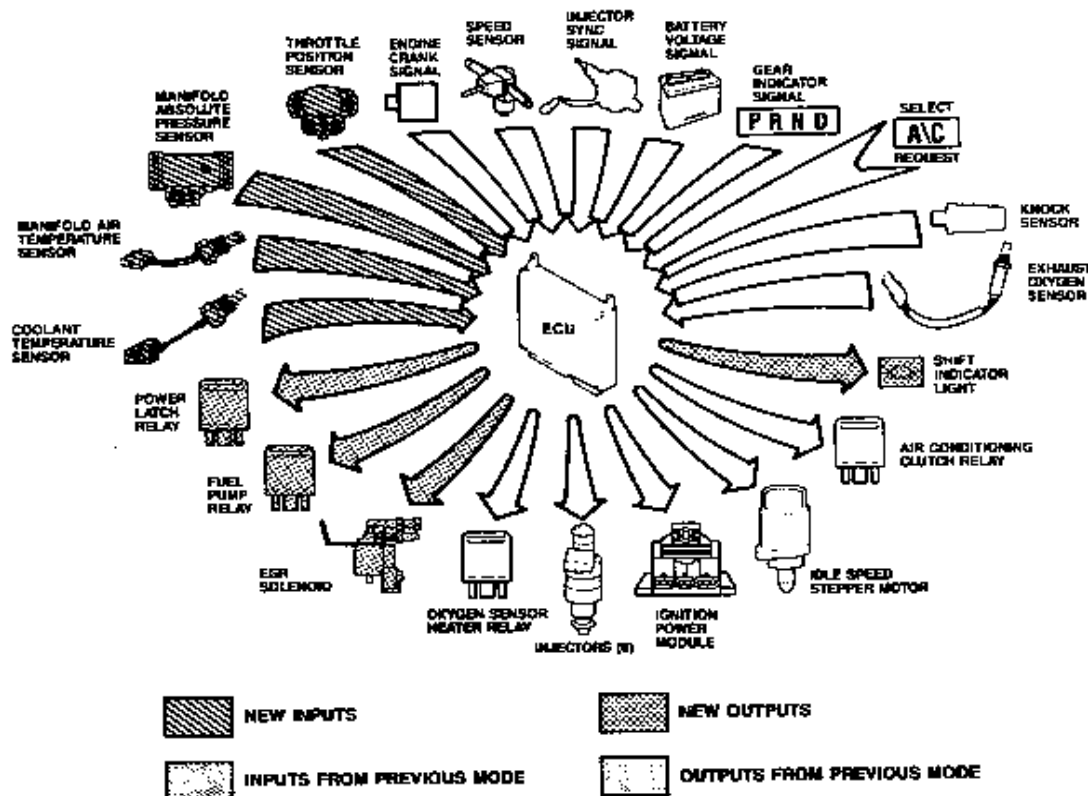 THROTTLE
POSITION
SENSOR
ENGINE
CRANK
SIGNAL
SPEED
SENSOR
INJECTOR
SYNC
SIGNAL
BATTERY
VOLTAGE
SIGNAL
GEAR
INDICATOR
SIGNAL
P R N D
SELECT
A\C
REQUEST
MANIFOLD
ABSOLUTE
PRESSURE
SENSOR
KNOCK
SENSOR
MANIFOLD AIR
TEMPERATURE
SENSOR
EXHAUST
OXYGEN
SENSOR
COOLANT
TEMPERATURE
SENSOR
ECU
SHIFT
INDICATOR
LIGHT
POWER
LATCH
RELAY
AIR CONDITIONING
CLUTCH RELAY
FUEL
PUMP
RELAY
EGR
SOLENOID
OXYGEN SENSOR
HEATER RELAY
INJECTORS
IGNITION
POWER
MODULE
IDLE SPEED
STEPPER MOTOR
NEW INPUTS
NEW OUTPUTS
INPUTS FROM PREVIOUS MODE
OUTPUTS FROM PREVIOUS MODE